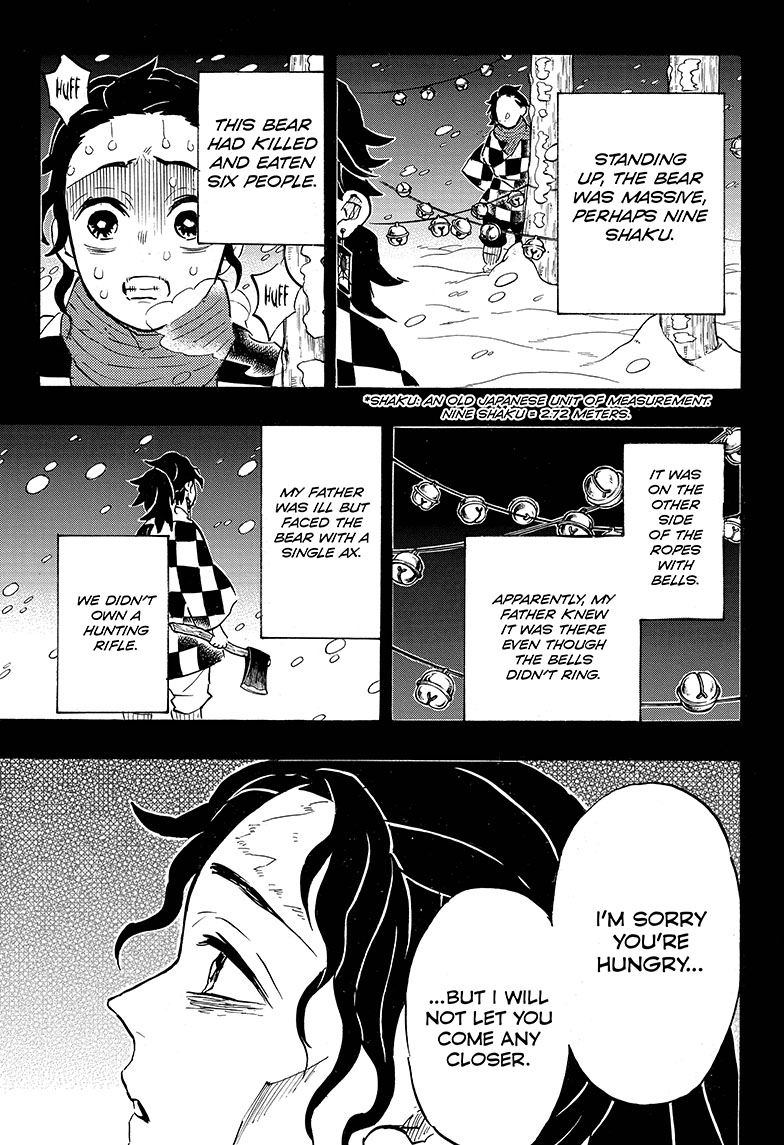 STANDING
UP, THE BEAR
WAS MASSIVE,
PERHAPS NINE
SHAKU.
*SHAKU: AN OLD JAPANESE UNIT OF MEASUREMENT.
NINE SHAKU = 2.72 METERS.
HUFF
THIS BEAR
HAD KILLED
AND EATEN
SIX PEOPLE.
HUFF
IT WAS
ON THE
OTHER
SIDE
OF THE
ROPES
WITH
BELLS.
APPARENTLY, MY
FATHER KNEW
IT WAS THERE
EVEN THOUGH
THE BELLS
DIDN'T RING.
MY FATHER
WAS ILL BUT
FACED THE
BEAR WITH A
SINGLE AX.
WE DIDN'T
OWN A
HUNTING
RIFLE.
I'M SORRY
YOU'RE
HUNGRY...
...BUT I WILL
NOT LET YOU
COME ANY
CLOSER.